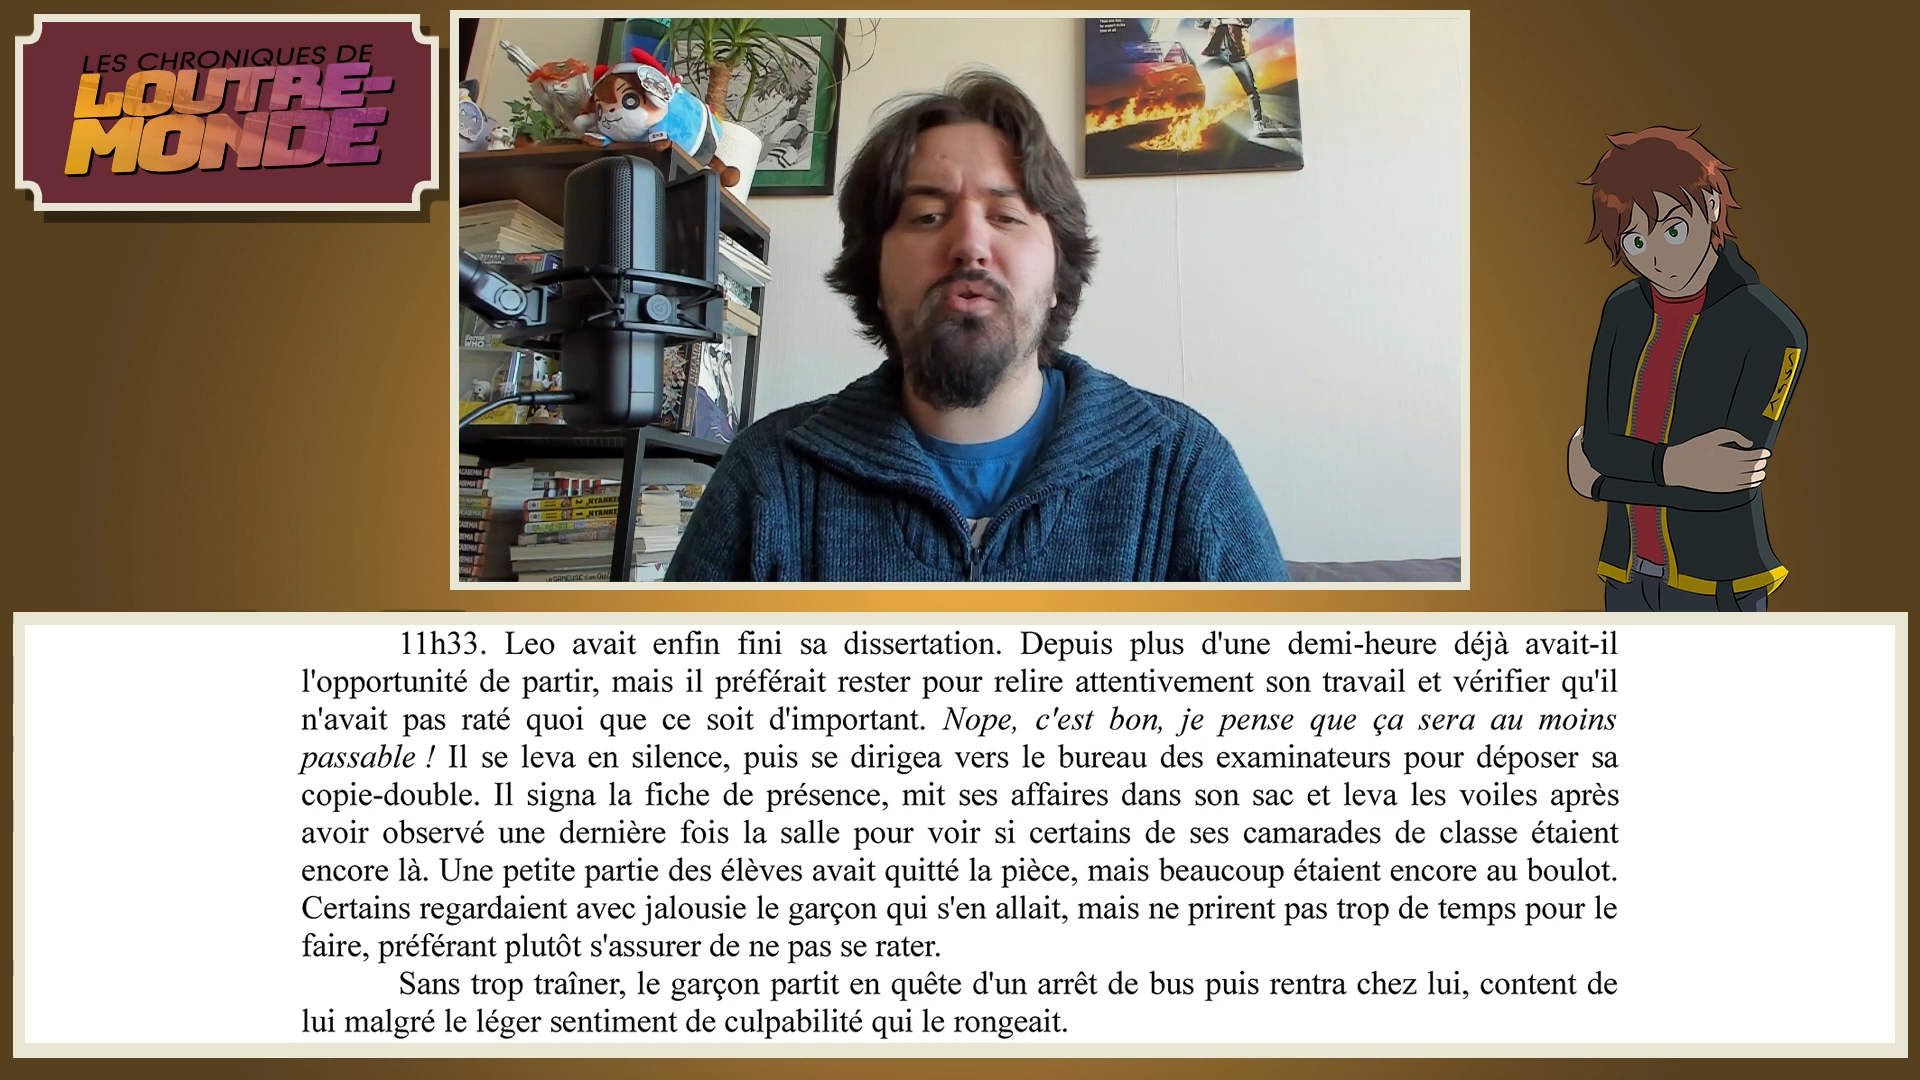 LES CHRONIQUES DE
LOUTRE-
MONDE
DOCTOR
WHO
ACADEMIA
NYANKEES
11h33. Leo avait enfin fini sa dissertation. Depuis plus d'une demi-heure déjà avait-il
l'opportunité de partir, mais il préférait rester pour relire attentivement son travail et vérifier qu'il
n'avait pas raté quoi que ce soit d'important. Nope, c'est bon, je pense que ça sera au moins
passable ! Il se leva en silence, puis se dirigea vers le bureau des examinateurs pour déposer sa
copie-double. Il signa la fiche de présence, mit ses affaires dans son sac et leva les voiles après
avoir observé une dernière fois la salle pour voir si certains de ses camarades de classe étaient
encore là. Une petite partie des élèves avait quitté la pièce, mais beaucoup étaient encore au boulot.
Certains regardaient avec jalousie le garçon qui s'en allait, mais ne prirent pas trop de temps pour le
faire, préférant plutôt s'assurer de ne pas se rater.
Sans trop traîner, le garçon partit en quête d'un arrêt de bus puis rentra chez lui, content de
lui malgré le léger sentiment de culpabilité qui le rongeait.